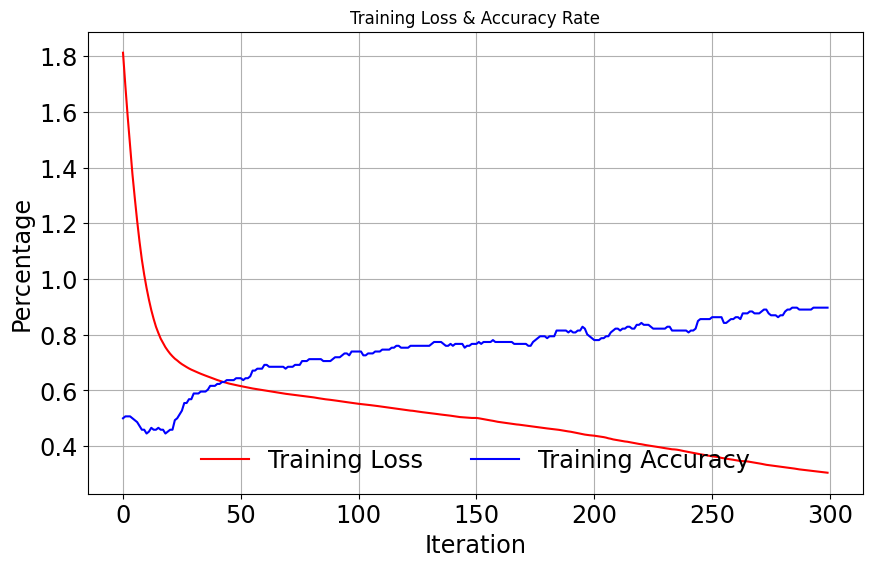 Training Loss & Accuracy Rate
1.8
1.6
1.4
1.2
1.0
0.8
0.6
0.4
Percentage
Training Loss Training Accuracy
0 50 100 150 200 250 300
Iteration